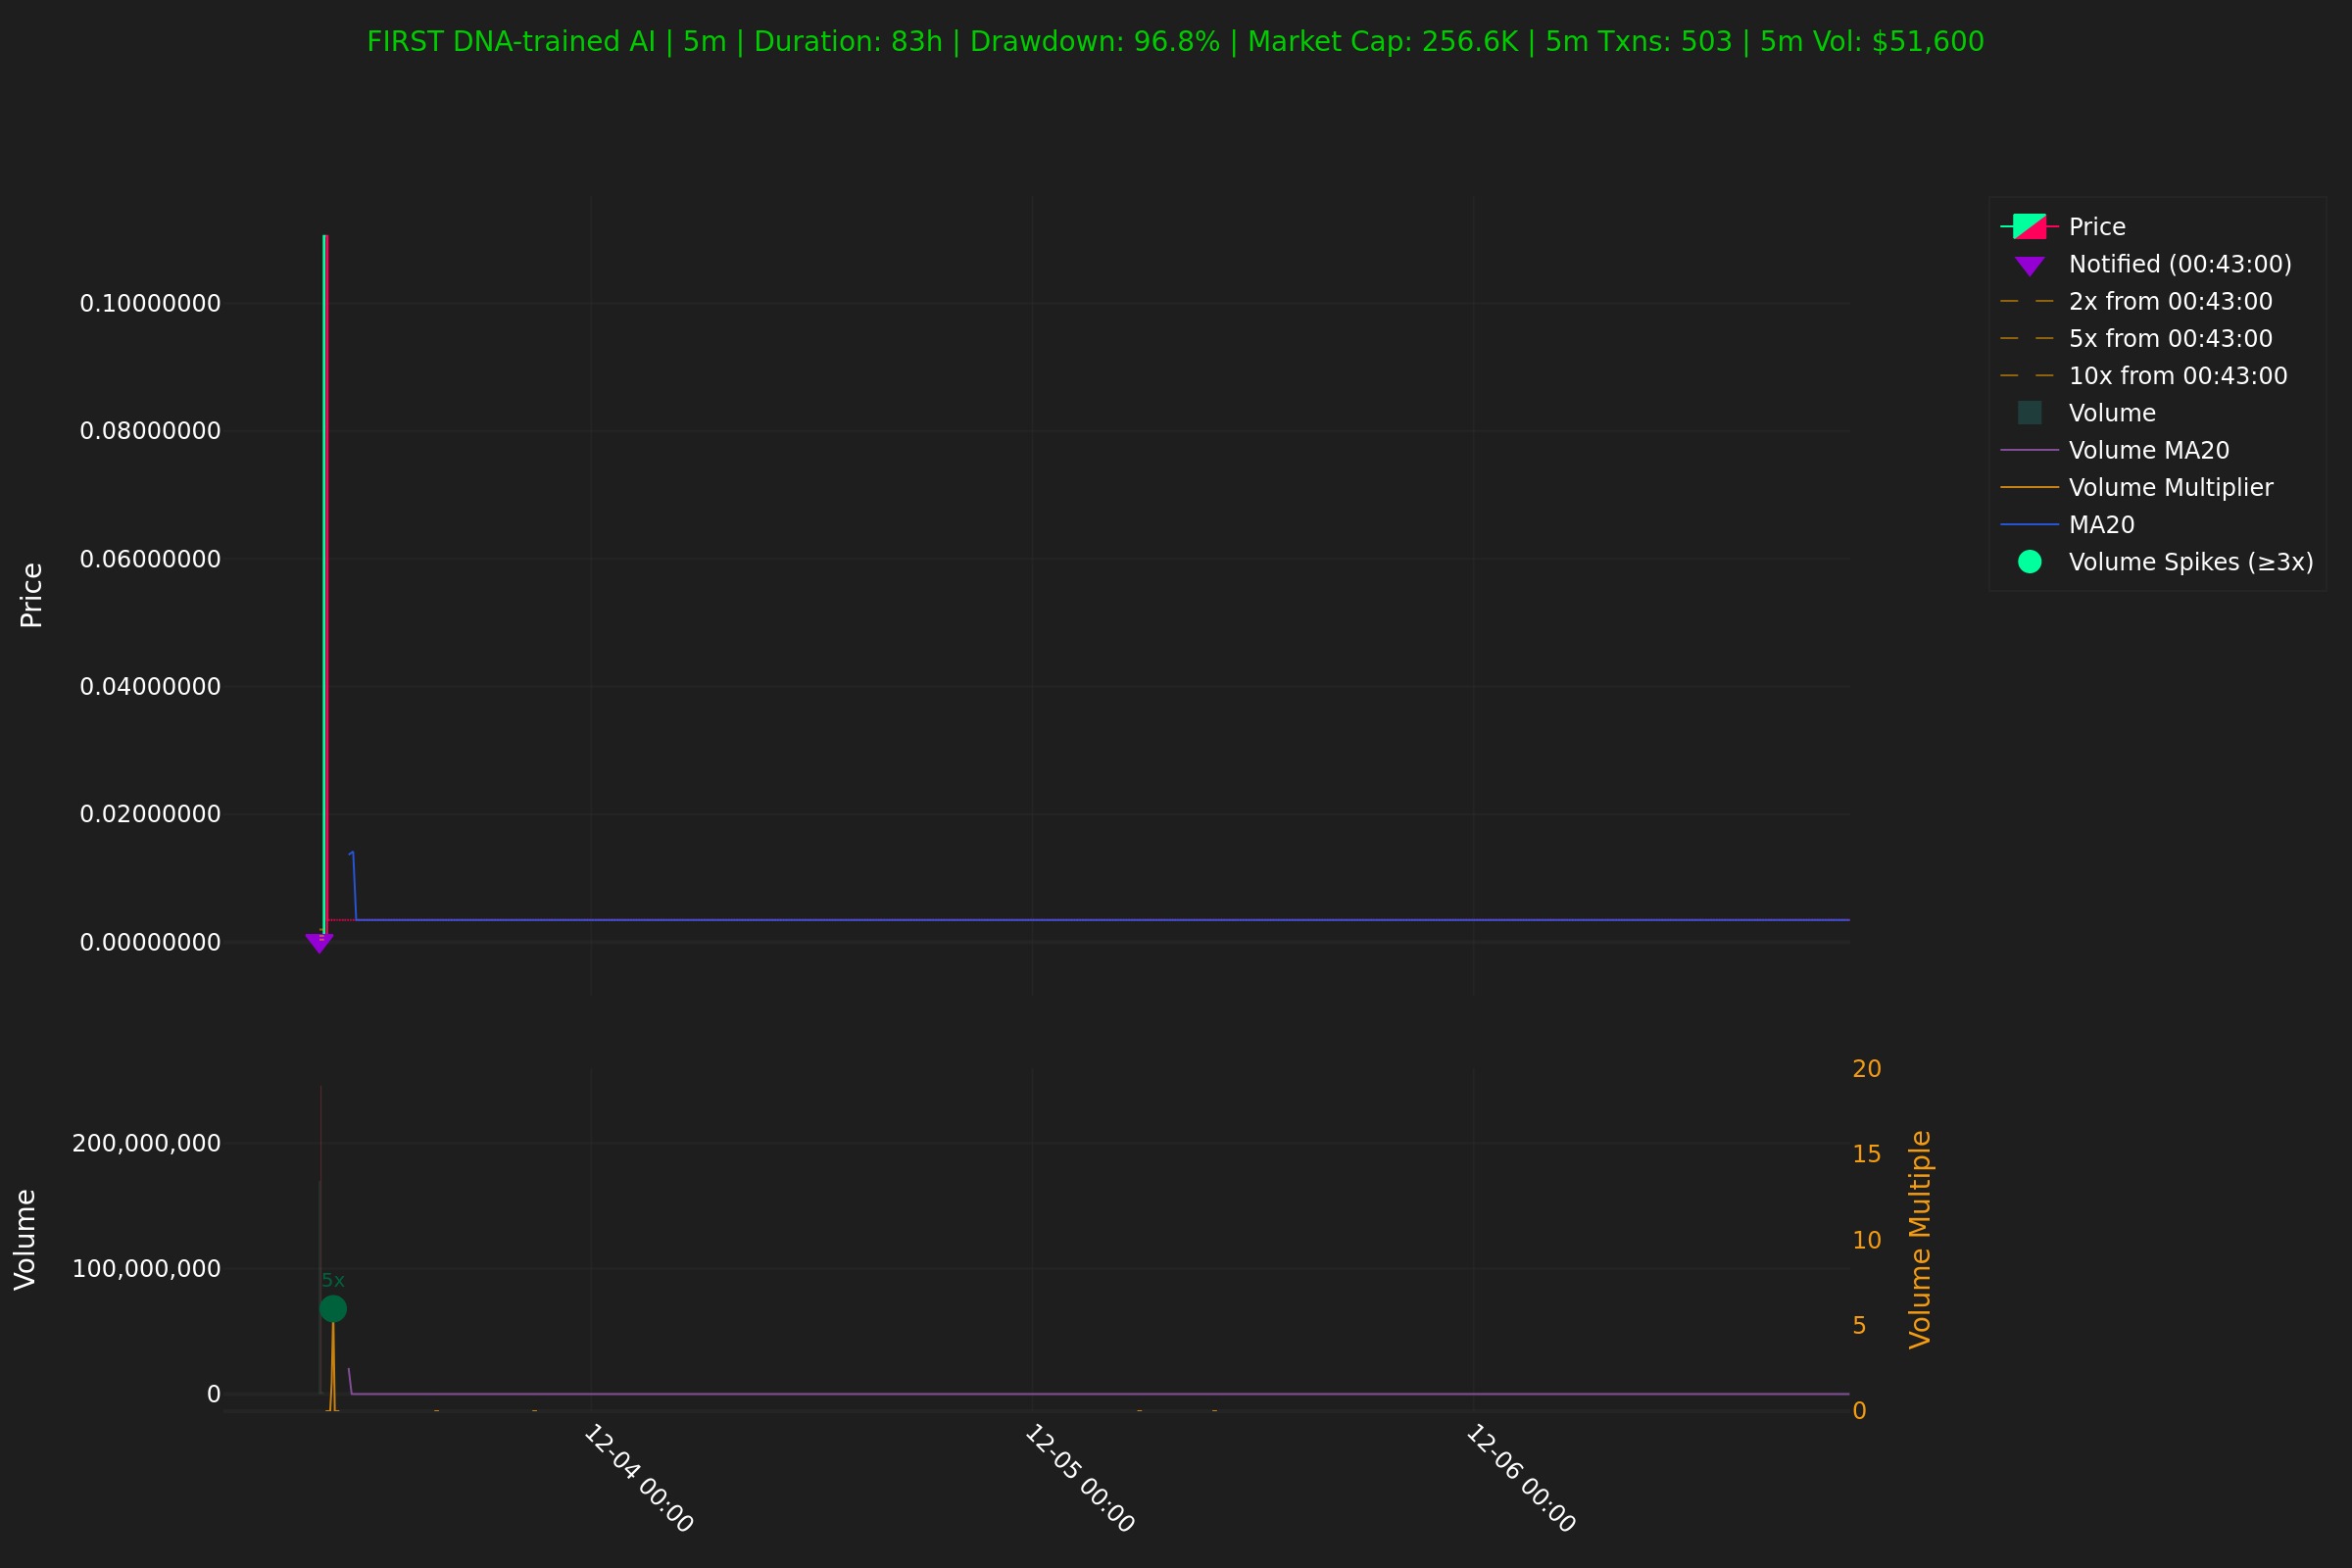 FIRST DNA-trained AI | 5m | Duration: 83h | Drawdown: 96.8% | Market Cap: 256.6K | 5m Txns: 503 | 5m Vol: $51,600
Price
0.10000000
0.08000000
0.06000000
0.04000000
0.02000000
0.00000000
Price
Notified (00:43:00)
2x from 00:43:00
5x from 00:43:00
10x from 00:43:00
Volume
Volume MA20
Volume Multiplier
MA20
Volume Spikes (≥3x)
Volume
200,000,000
100,000,000
0
5x
20
15
10
5
0
Volume Multiple
12-04 00:00
12-05 00:00
12-06 00:00